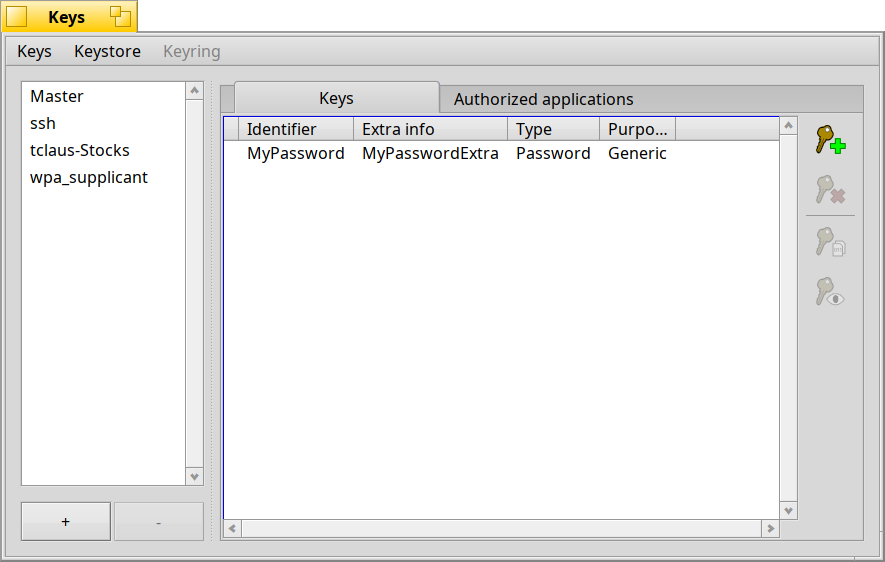 Keys
Keys Keystore Keyring
Master
ssh
tclaus-Stocks
wpa_supplicant
+ -
Keys Authorized applications
Identifier Extra info Type Purpo...
MyPassword MyPasswordExtra Password Generic